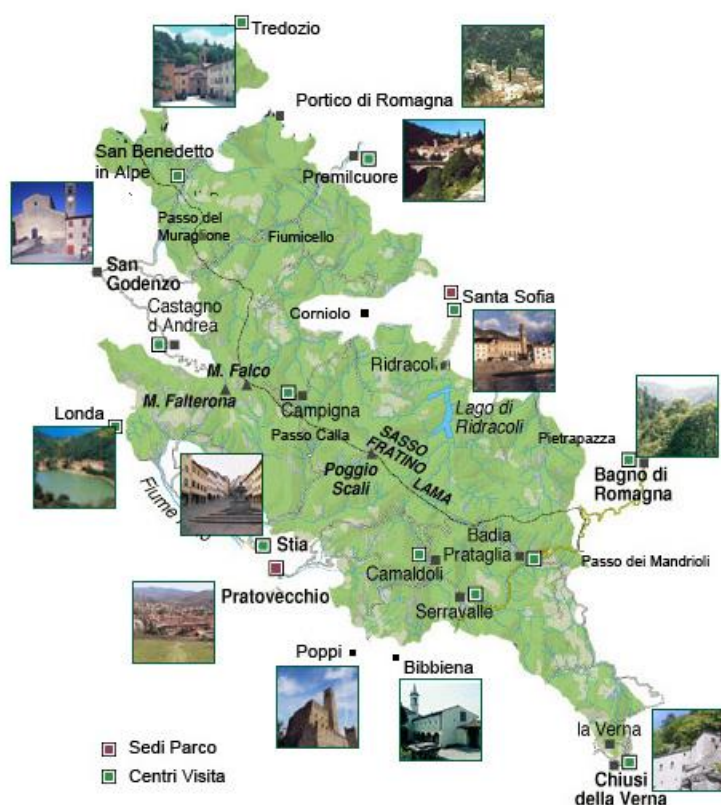 Tredozio
Portico di Romagna
San Benedetto
in Alpe
Premilcuore
Passo del
Muraglione
Fiumicello
San
Godenzo
Castagno
d Andrea
Corniolo
Santa Sofia
Ridracoli
M. Falco
M. Falterona
Campigna
Lago di
Ridracoli
Londa
Passo Calla
SASSO
FRATINO
Pietrapazza
Poggio
Scali
LAMA
Bagno di
Romagna
Fiume
Stia
Badia
Prataglia
Camaldoli
Passo dei Mandrioli
Pratovecchio
Serravalle
Poppi
Bibbiena
la Verna
Chiusi
della Verna
Sedi Parco
Centri Visita